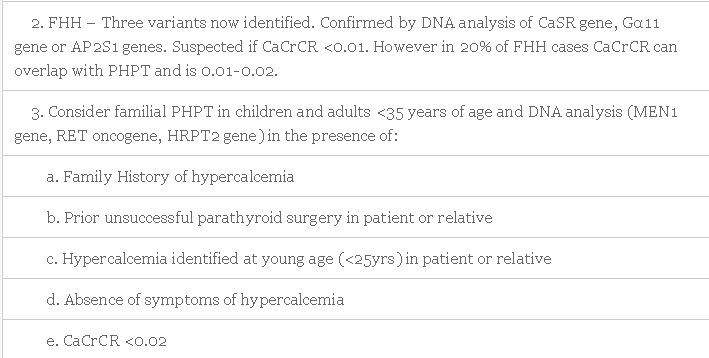 2. FHH – Three variants now identified. Confirmed by DNA analysis of CaSR gene, Gα11
gene or AP2S1 genes. Suspected if CaCrCR <0.01. However in 20% of FHH cases CaCrCR can
overlap with PHPT and is 0.01-0.02.
3. Consider familial PHPT in children and adults <35 years of age and DNA analysis (MEN1
gene, RET oncogene, HRPT2 gene) in the presence of:
a. Family History of hypercalcemia
b. Prior unsuccessful parathyroid surgery in patient or relative
c. Hypercalcemia identified at young age (<25yrs) in patient or relative
d. Absence of symptoms of hypercalcemia
e. CaCrCR <0.02